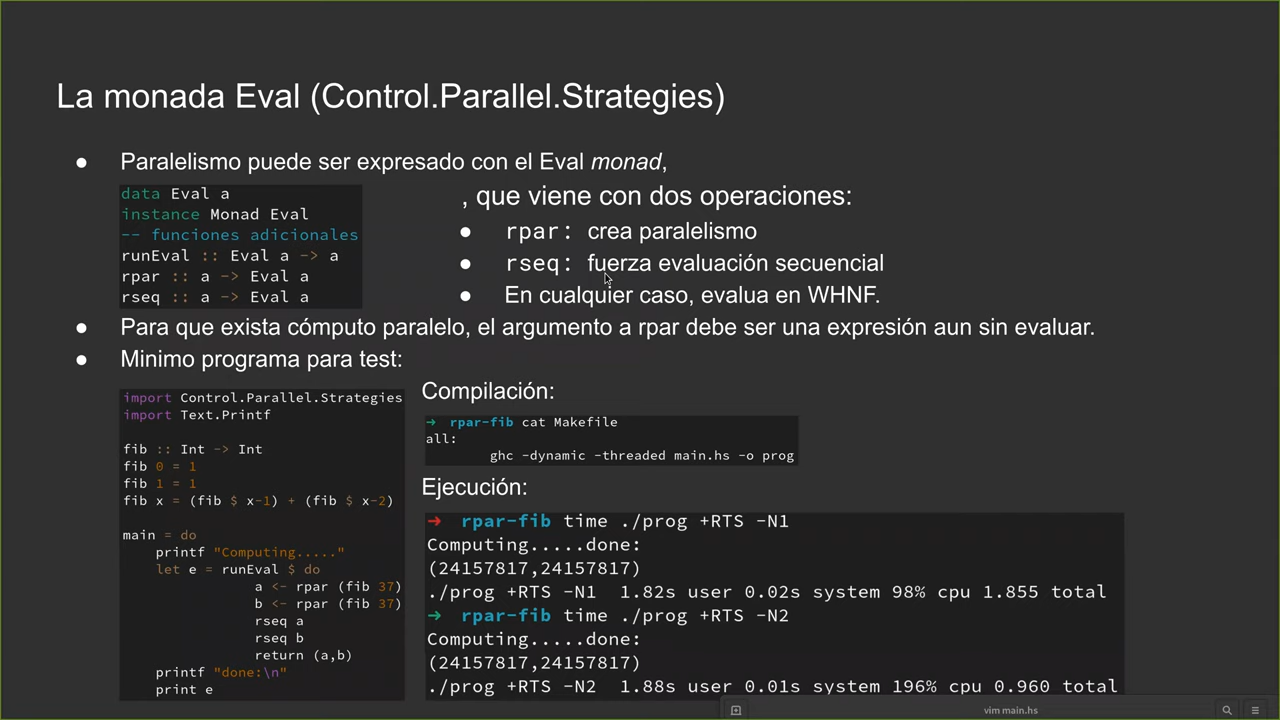 La monada Eval (Control.Parallel.Strategies)
● Paralelismo puede ser expresado con el Eval monad,
data Eval a
instance Monad Eval
-- funciones adicionales
runEval :: Eval a -> a
rpar :: a -> Eval a
rseq :: a -> Eval a
, que viene con dos operaciones:
● rpar: crea paralelismo
● rseq: fuerza evaluación secuencial
● En cualquier caso, evalua en WHNF.
● Para que exista cómputo paralelo, el argumento a rpar debe ser una expresión aun sin evaluar.
● Minimo programa para test:
import Control.Parallel.Strategies
import Text.Printf
fib :: Int -> Int
fib 0 = 1
fib 1 = 1
fib x = (fib $ x-1) + (fib $ x-2)
main = do
    printf "Computing....."
    let e = runEval $ do
                a <- rpar (fib 37)
                b <- rpar (fib 37)
                rseq a
                rseq b
                return (a,b)
    printf "done:\n"
    print e
Compilación:
➜ rpar-fib cat Makefile
all:
        ghc -dynamic -threaded main.hs -o prog
Ejecución:
➜ rpar-fib time ./prog +RTS -N1
Computing.....done:
(24157817,24157817)
./prog +RTS -N1 1.82s user 0.02s system 98% cpu 1.855 total
➜ rpar-fib time ./prog +RTS -N2
Computing.....done:
(24157817,24157817)
./prog +RTS -N2 1.88s user 0.01s system 196% cpu 0.960 total
vim main.hs